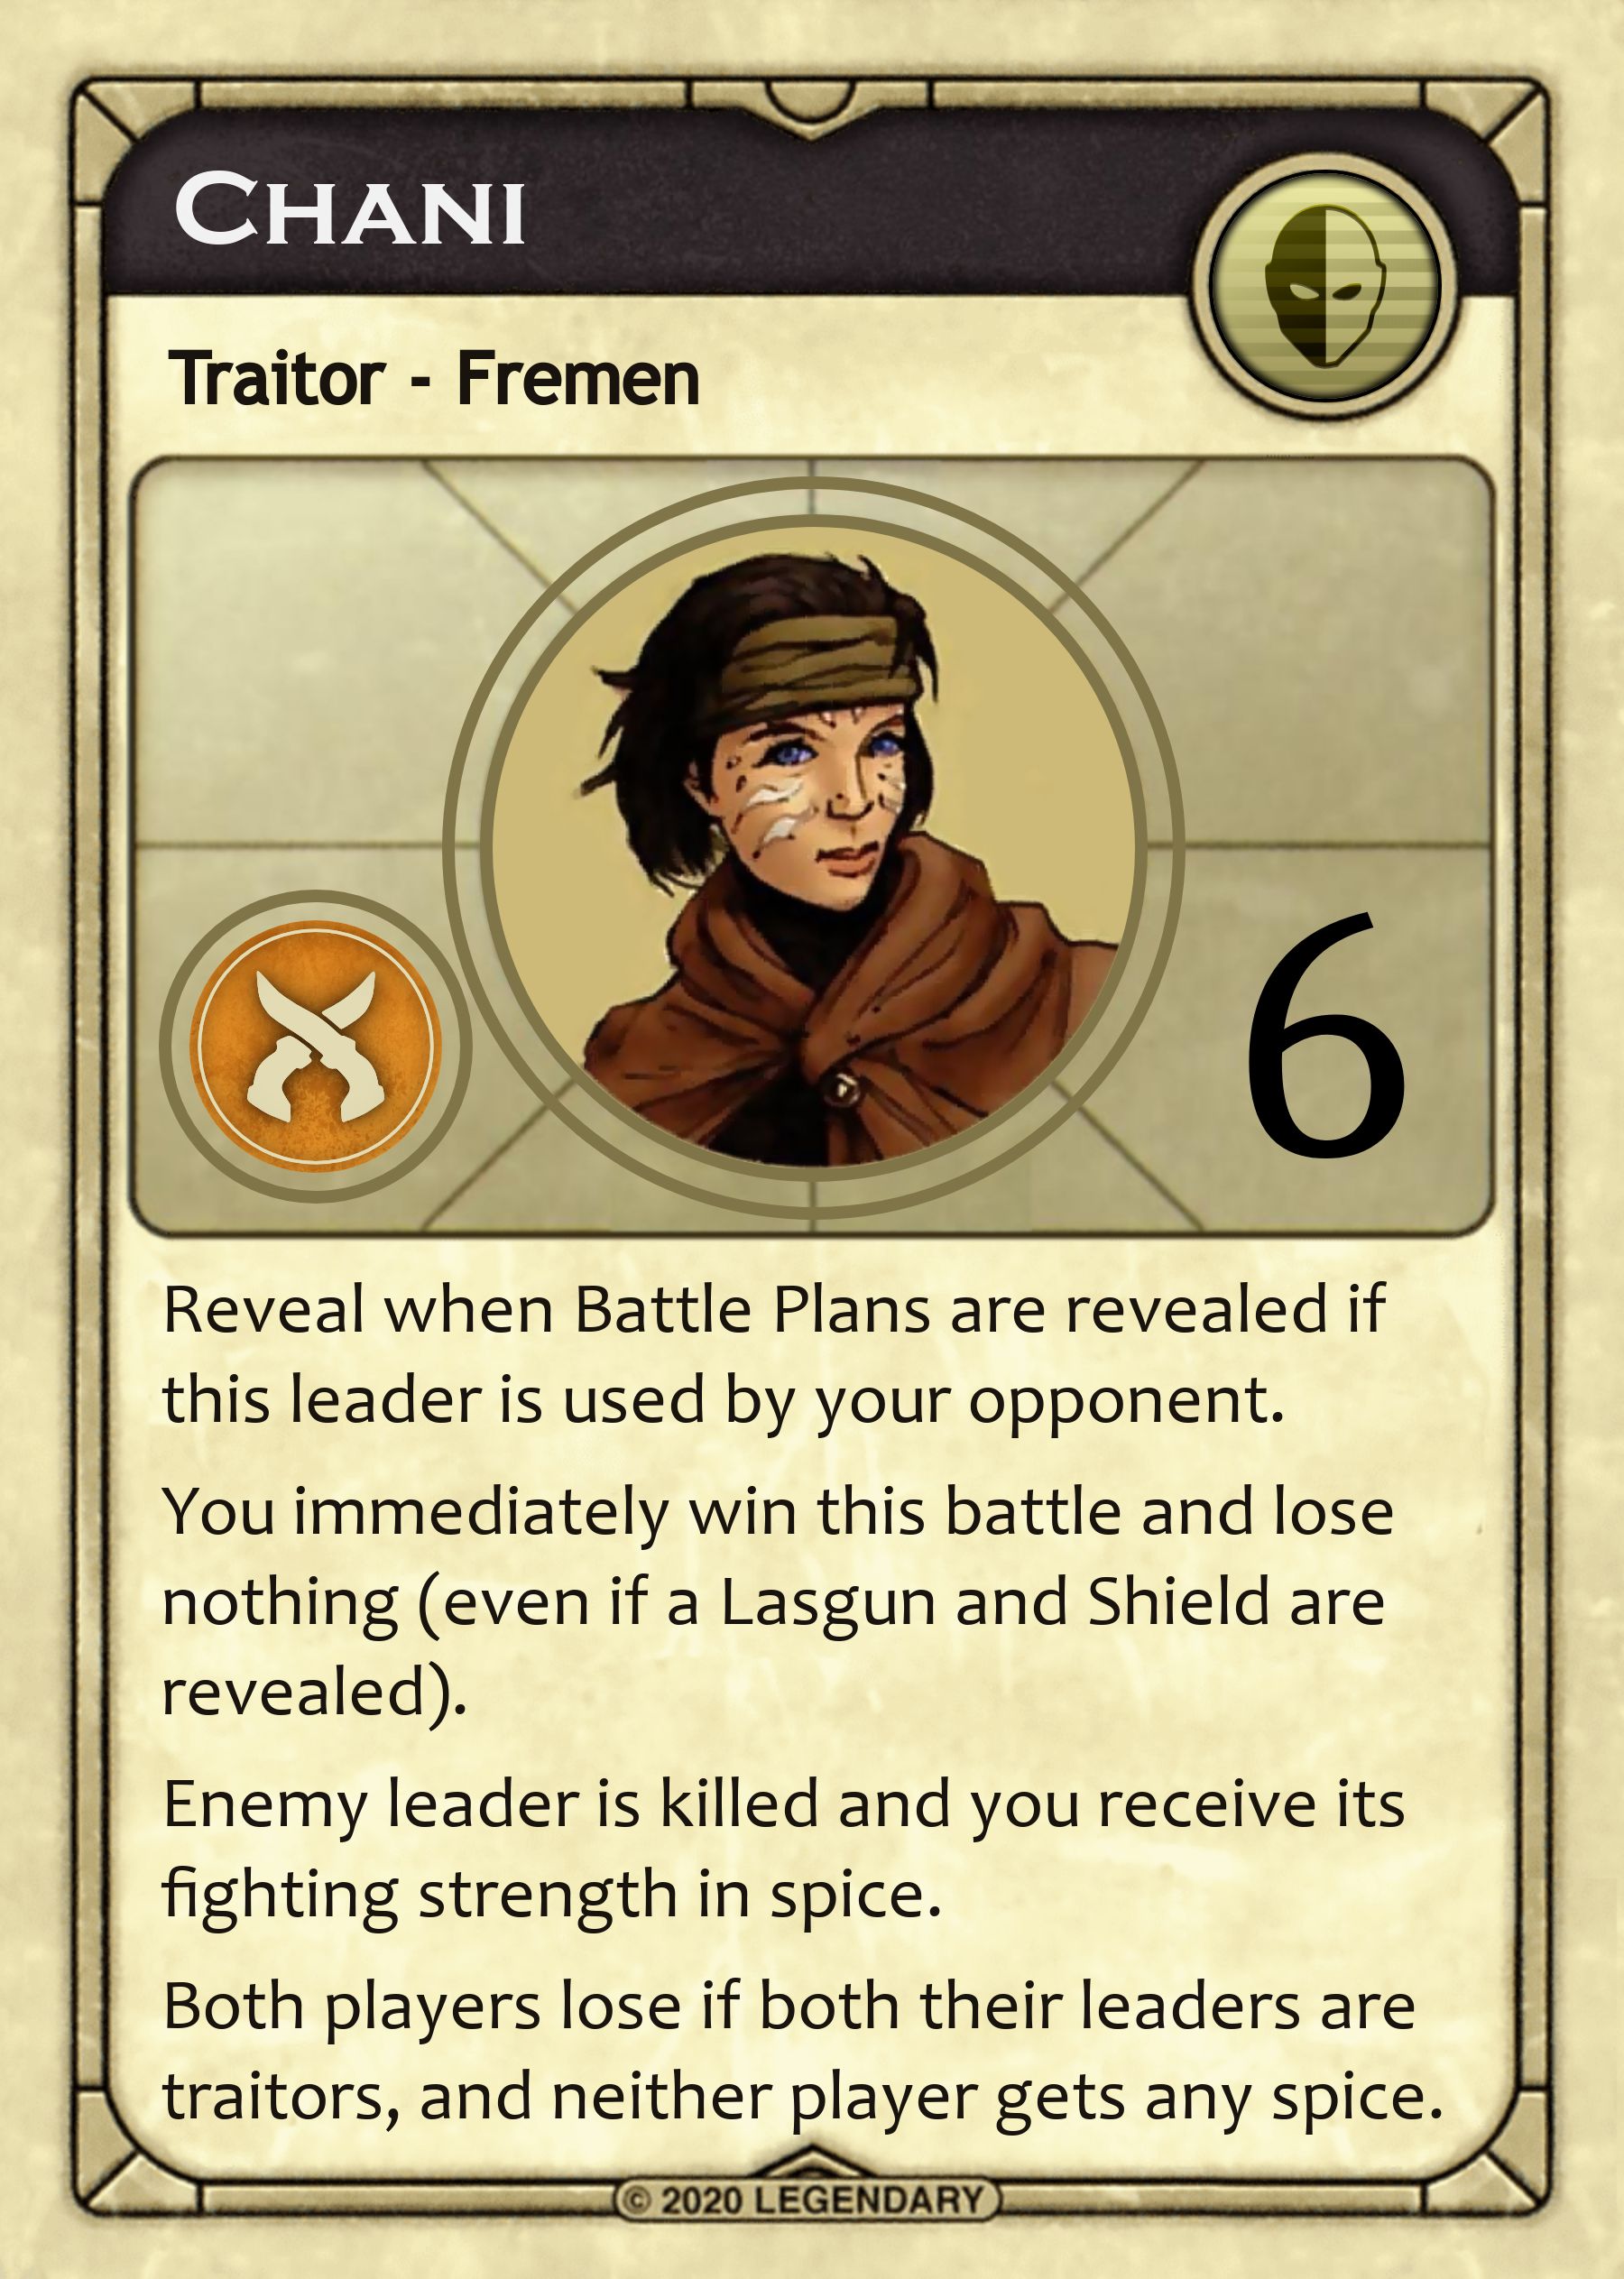 Chani
Traitor - Fremen
6
Reveal when Battle Plans are revealed if
this leader is used by your opponent.
You immediately win this battle and lose
nothing (even if a Lasgun and Shield are
revealed).
Enemy leader is killed and you receive its
fighting strength in spice.
Both players lose if both their leaders are
traitors, and neither player gets any spice.
© 2020 LEGENDARY